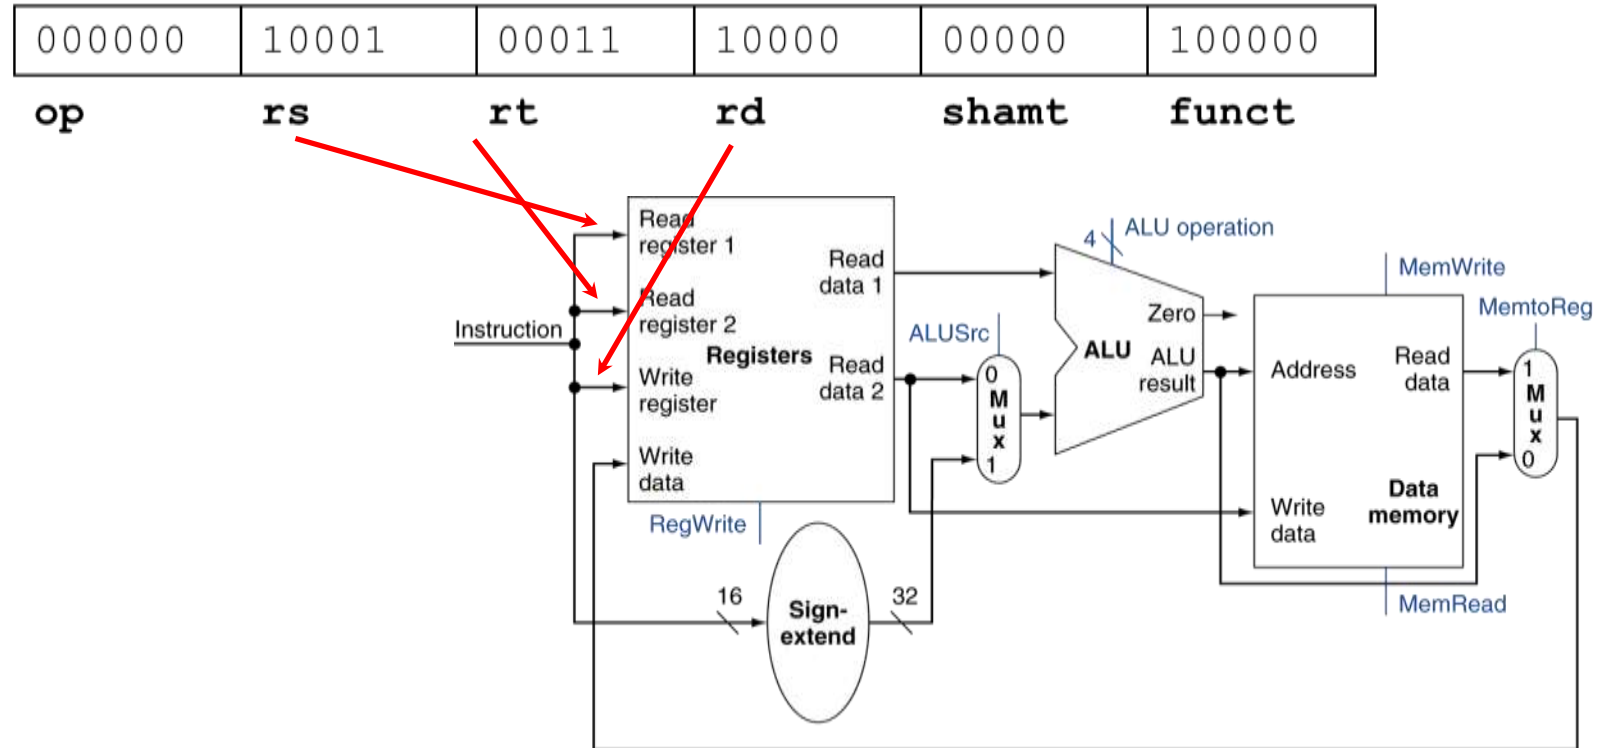 000000 10001 00011 10000 00000 100000
op rs rt rd shamt funct
Read
register 1
Read
register 2
Write
register
Write
data
Registers
Read
data 1
Read
data 2
Instruction
RegWrite
16
Sign-
extend
32
ALUSrc
0
M
u
x
1
4
ALU operation
Zero
ALU
ALU
result
MemWrite
Address
Read
data
Write
data
Data
memory
MemRead
MemtoReg
1
M
u
x
0